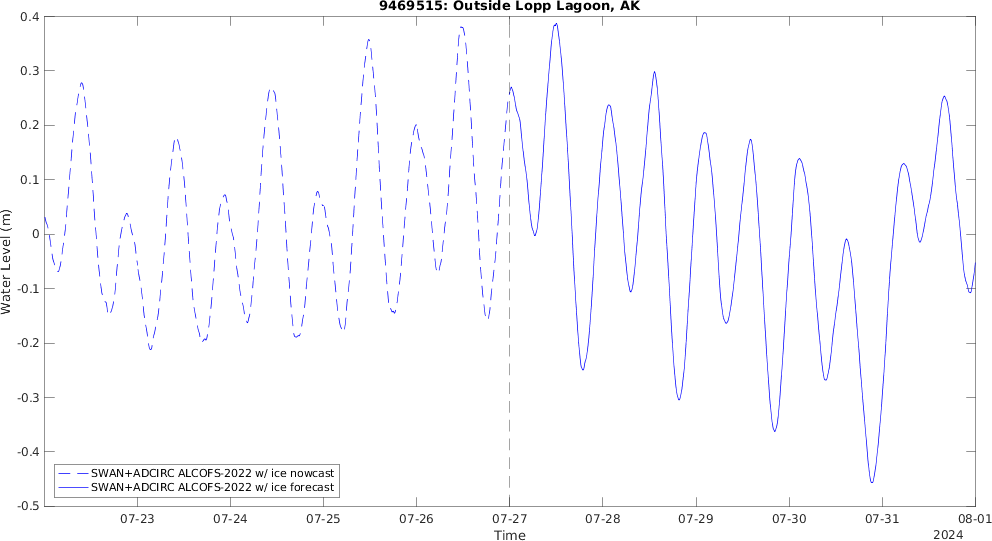 9469515: Outside Lopp Lagoon, AK
0.4
0.3
0.2
0.1
0
-0.1
-0.2
-0.3
-0.4
-0.5
Water Level (m)
SWAN+ADCIRC ALCOFS-2022 w/ ice nowcast
SWAN+ADCIRC ALCOFS-2022 w/ ice forecast
07-23 07-24 07-25 07-26 07-27 07-28 07-29 07-30 07-31 08-01
Time
2024